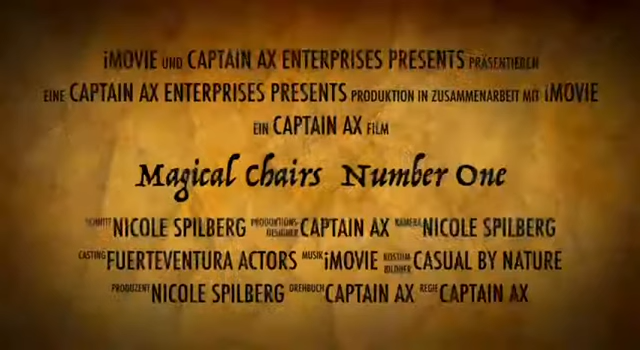 iMOVIE UND CAPTAIN AX ENTERPRISES PRESENTS PRÄSENTIEREN
EINE CAPTAIN AX ENTERPRISES PRESENTS PRODUKTION IN ZUSAMMENARBEIT MIT iMOVIE
EIN CAPTAIN AX FILM
Magical Chairs Number One
SCHNITT NICOLE SPILBERG PRODUKTIONS DESIGNER CAPTAIN AX KAMERA NICOLE SPILBERG
CASTING FUERTEVENTURA ACTORS MUSIK iMOVIE KOSTÜM BILDNER CASUAL BY NATURE
PRODUZENT NICOLE SPILBERG DREHBUCH CAPTAIN AX REGIE CAPTAIN AX